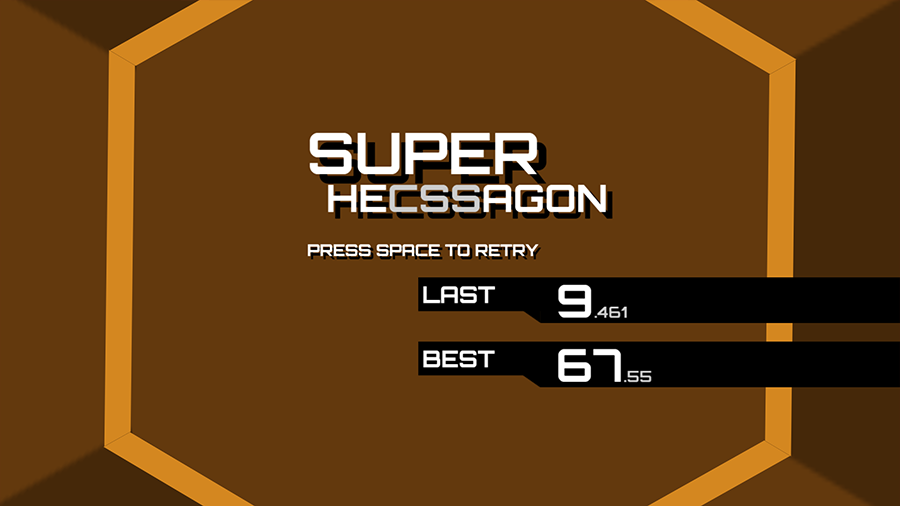 SUPER
HECSSAGON
PRESS SPACE TO RETRY
LAST 9.461
BEST 67.55